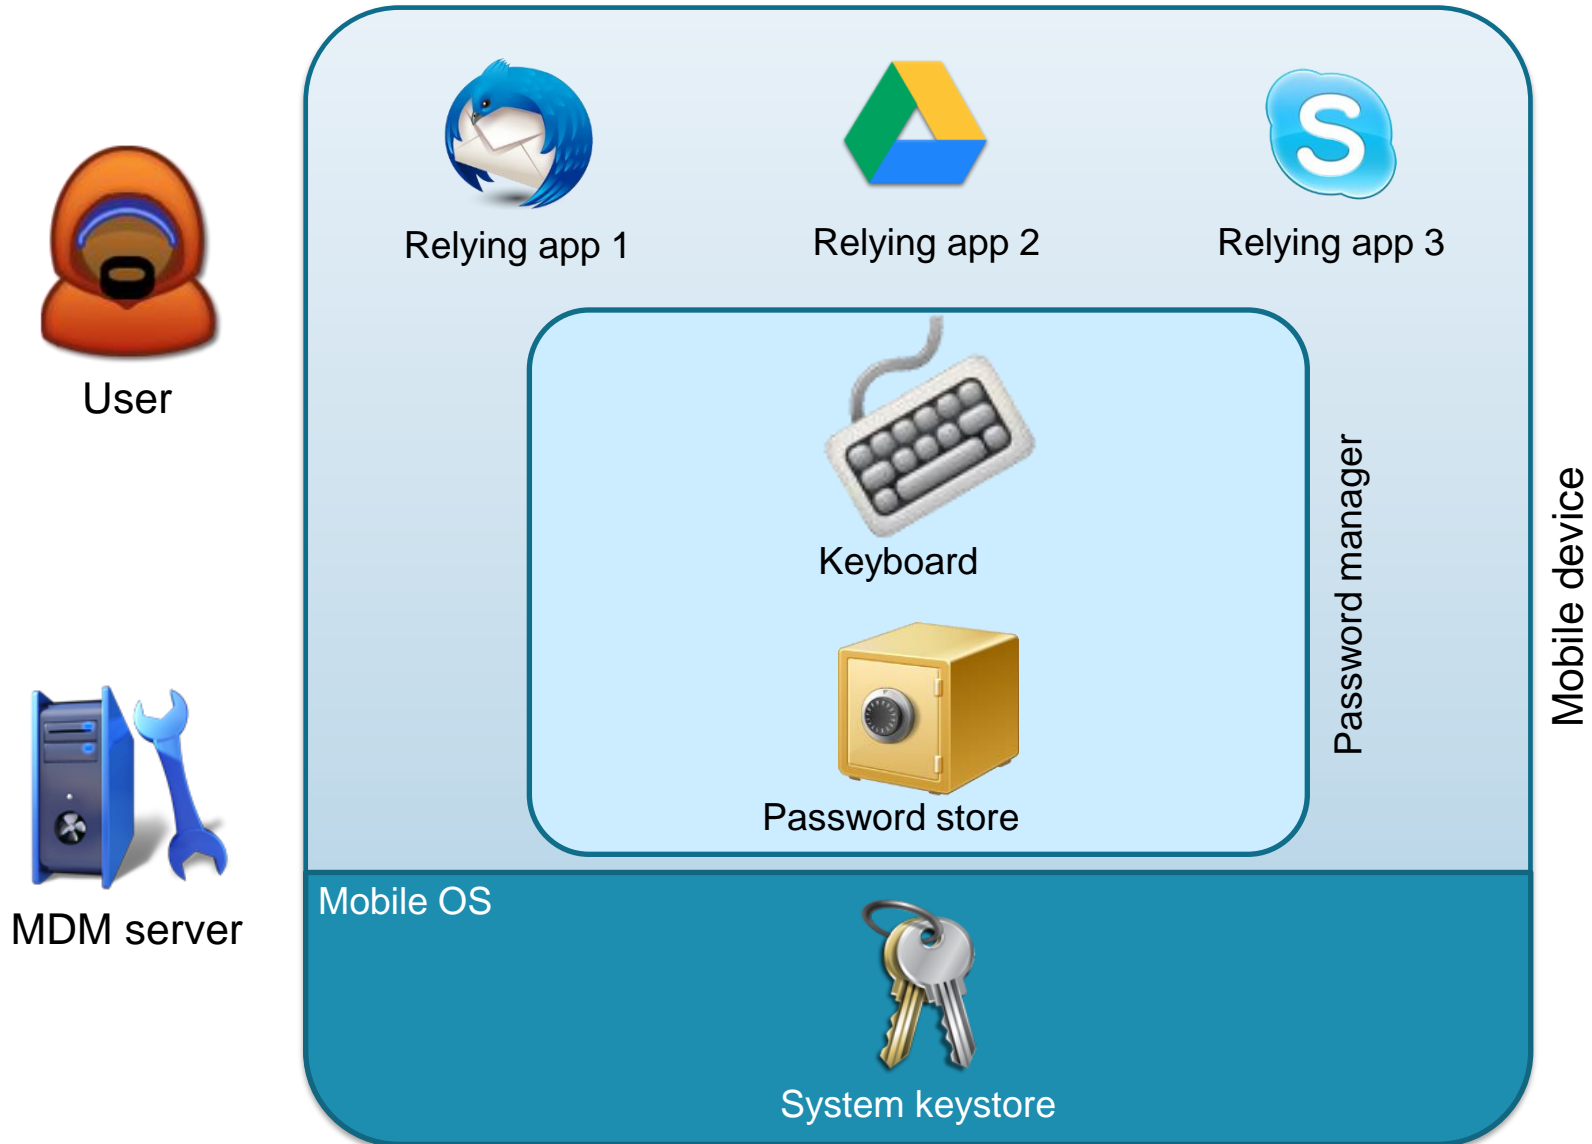 S
Relying app 1
Relying app 2
Relying app 3
User
Keyboard
Password manager
Mobile device
Password store
Mobile OS
MDM server
System keystore